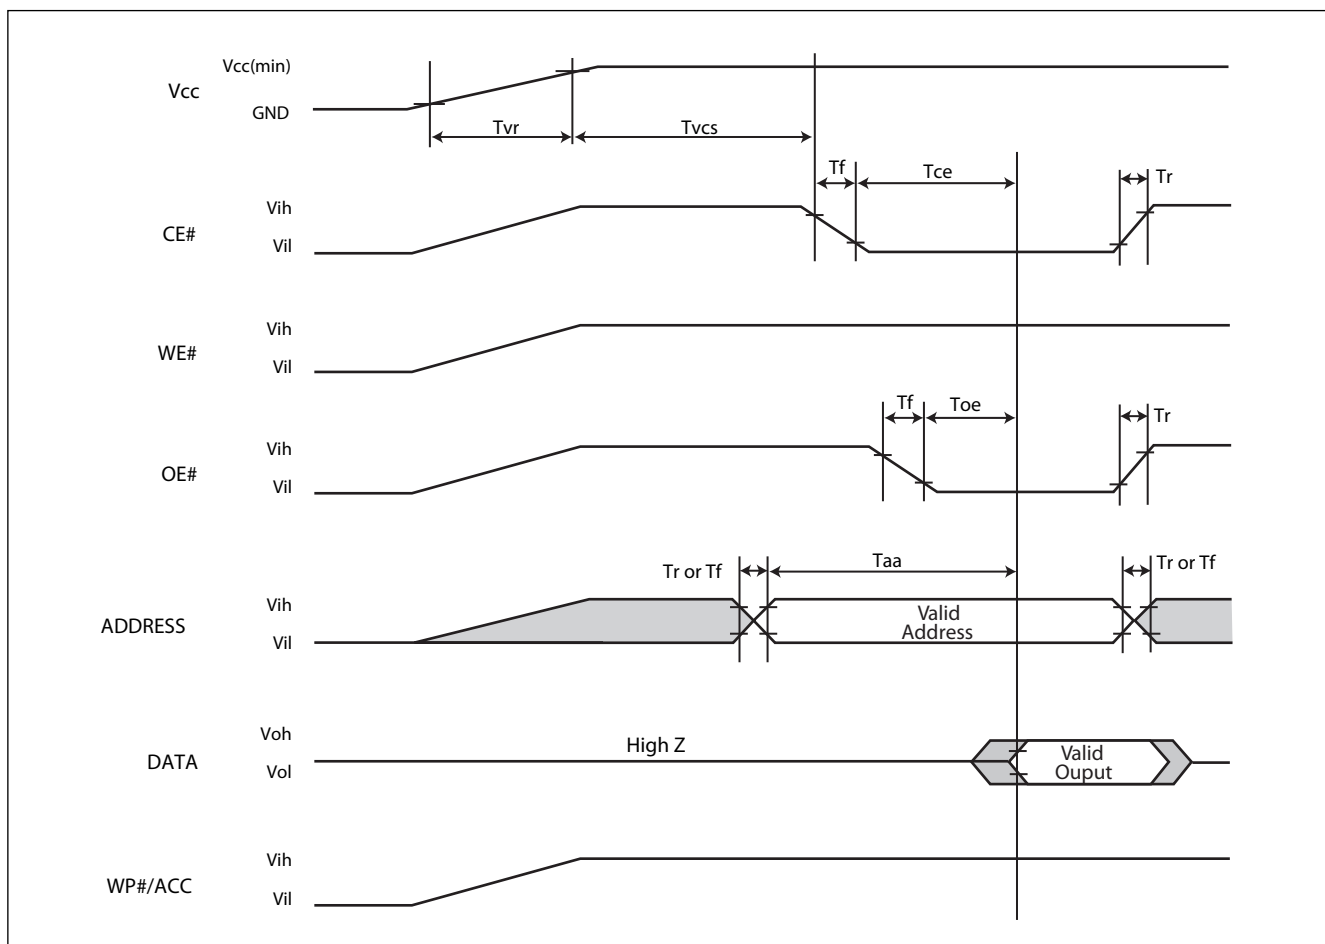 Vcc(min)
Vcc
GND
Tvr
Tvcs
Tf
Tce
Tr
Vih
CE#
Vil
Vih
WE#
Vil
Tf
Toe
Tr
Vih
OE#
Vil
Tr or Tf
Taa
Tr or Tf
Vih
ADDRESS
Vil
Valid
Address
Voh
DATA
Vol
High Z
Valid
Ouput
Vih
WP#/ACC
Vil